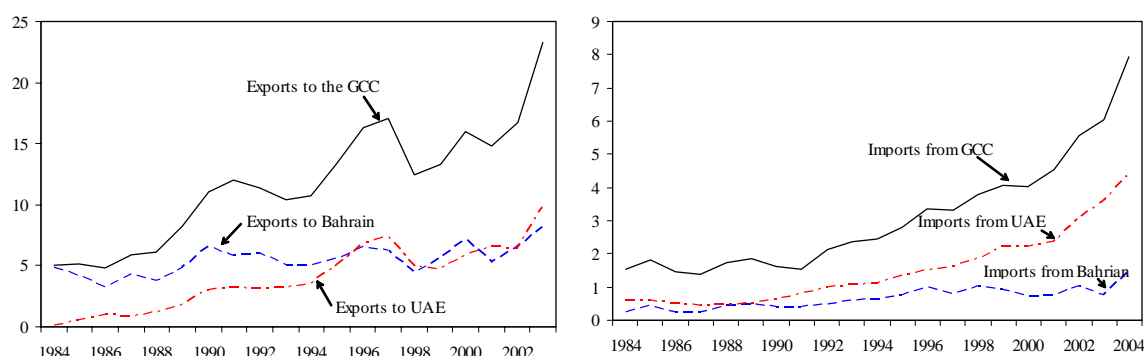 25
20
15
10
5
0
Exports to the GCC
Exports to Bahrain
Exports to UAE
1984 1986 1988 1990 1992 1994 1996 1998 2000 2002
9
8
7
6
5
4
3
2
1
0
Imports from GCC
Imports from UAE
Imports from Bahrian
1984 1986 1988 1990 1992 1994 1996 1998 2000 2002 2004